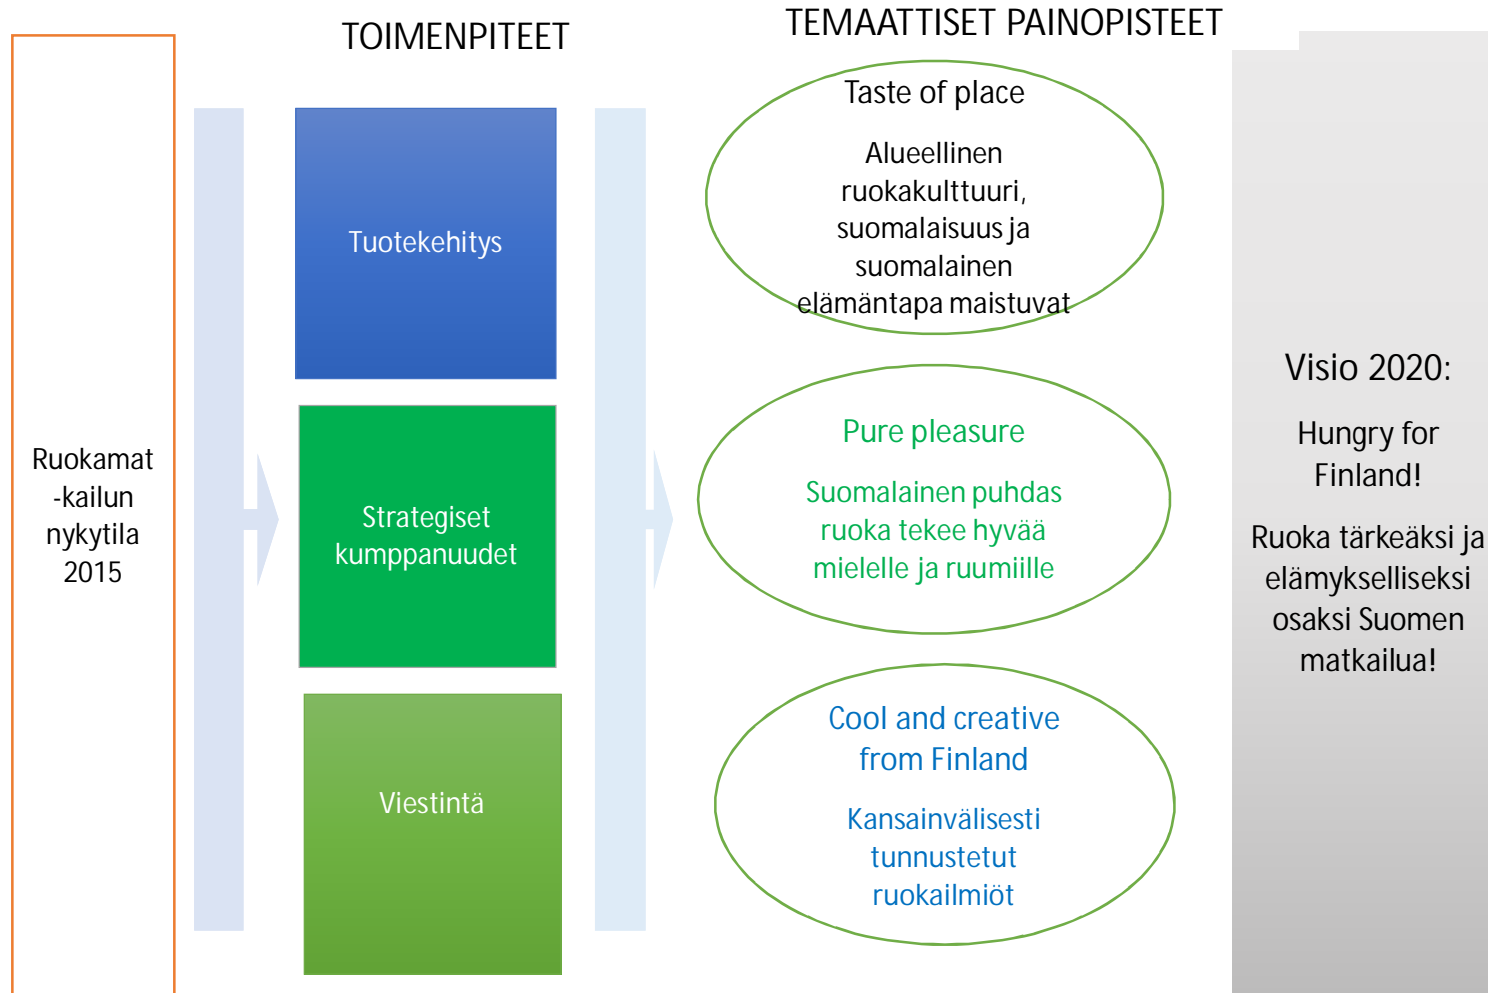 TOIMENPITEET
TEMAATTISET PAINOPISTEET
Ruokamat
-kailun
nykytila
2015
Tuotekehitys
Strategiset
kumppanuudet
Viestintä
Taste of place
Alueellinen
ruokakulttuuri,
suomalaisuus ja
suomalainen
elämäntapa maistuvat
Pure pleasure
Suomalainen puhdas
ruoka tekee hyvää
mielelle ja ruumiille
Cool and creative
from Finland
Kansainvälisesti
tunnustetut
ruokailmiöt
Visio 2020:
Hungry for
Finland!
Ruoka tärkeäksi ja
elämykselliseksi
osaksi Suomen
matkailua!